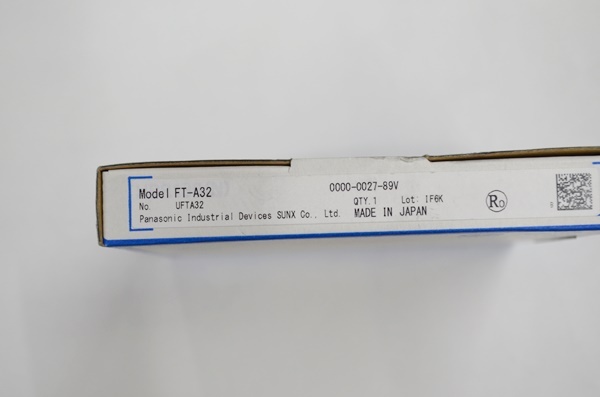 Model FT-A32 0000-0027-89V
No. UFTA32 QTY.1 Lot: IF6K
Panasonic Industrial Devices SUNX Co., Ltd. MADE IN JAPAN
Ro